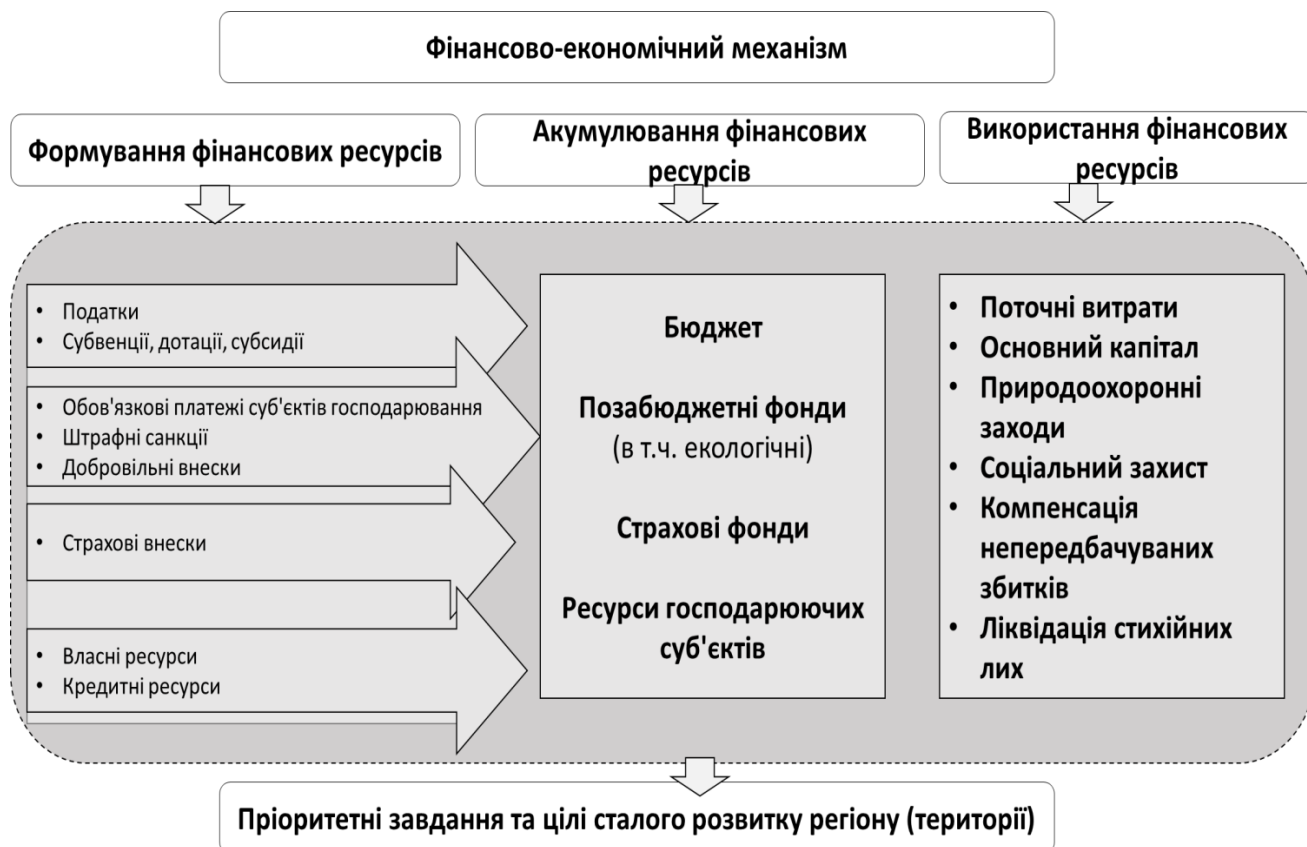 Фінансово-економічний механізм
Формування фінансових ресурсів
Акумулювання фінансових
ресурсів
Використання фінансових
ресурсів
• Податки
• Субвенції, дотації, субсидії
• Обов'язкові платежі суб'єктів господарювання
• Штрафні санкції
• Добровільні внески
• Страхові внески
• Власні ресурси
• Кредитні ресурси
Бюджет
Позабюджетні фонди
(в т.ч. екологічні)
Страхові фонди
Ресурси господарюючих
суб'єктів
• Поточні витрати
• Основний капітал
• Природоохоронні
заходи
• Соціальний захист
• Компенсація
непередбачуваних
збитків
• Ліквідація стихійних
лих
Пріоритетні завдання та цілі сталого розвитку регіону (території)